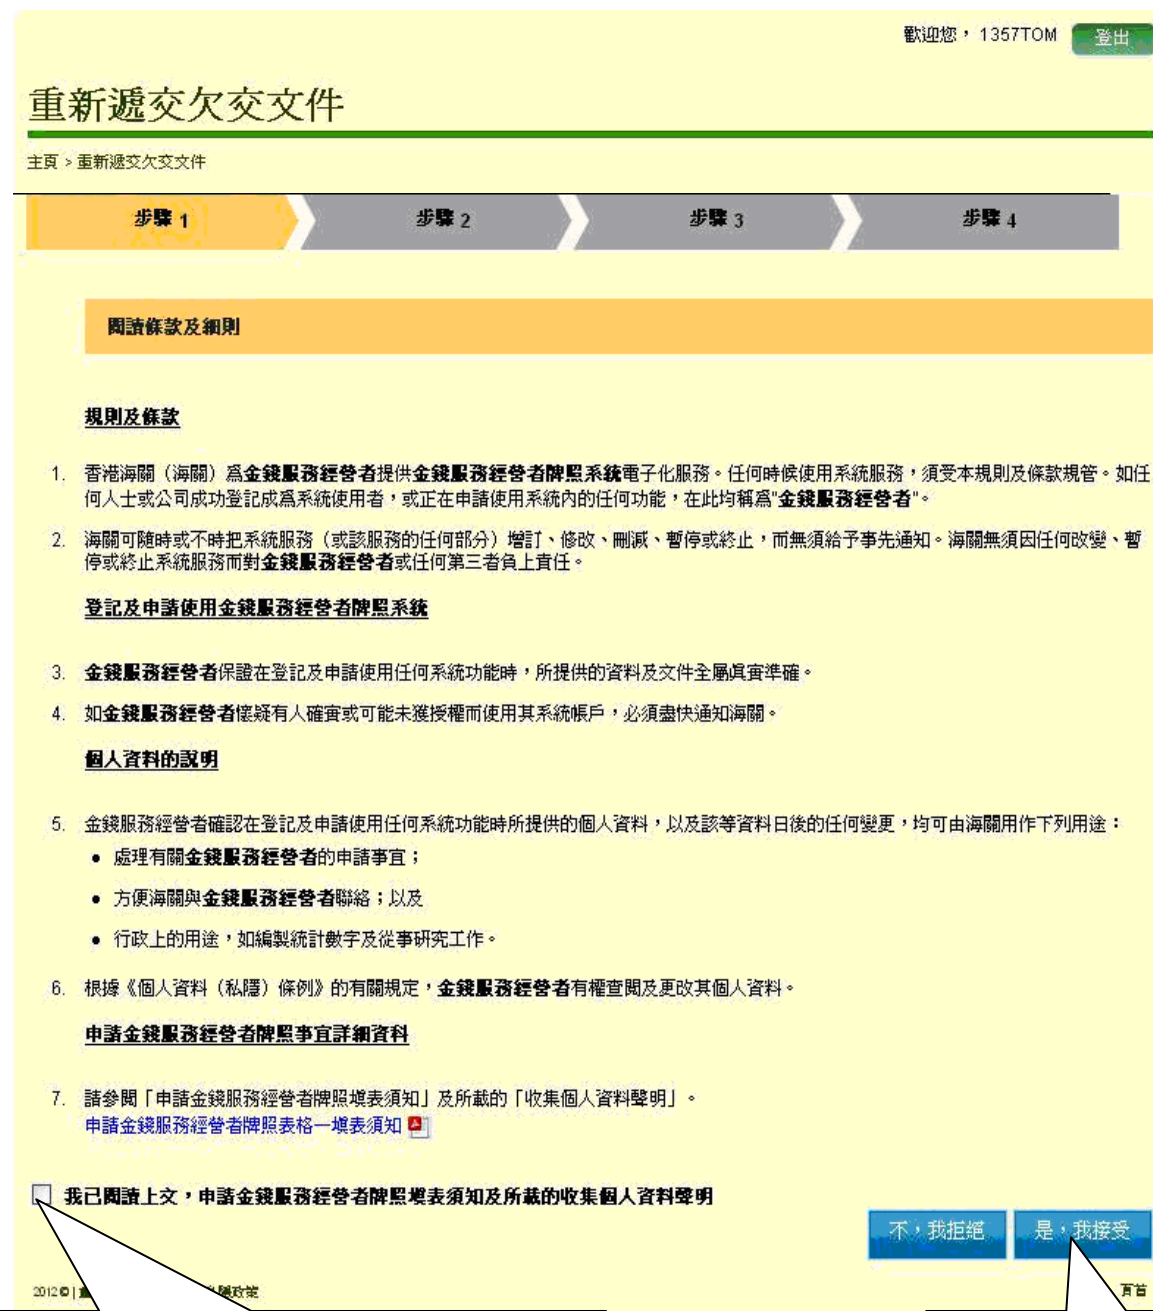 歡迎您，1357TOM 登出
重新遞交欠交文件
主頁 > 重新遞交欠交文件
步驟 1 步驟 2 步驟 3 步驟 4
閱讀條款及細則
規則及條款
1. 香港海關（海關）為金錢服務經營者提供金錢服務經營者牌照系統電子化服務。任何時候使用系統服務，須受本規則及條款規管。如任
何人士或公司成功登記成為系統使用者，或正在申請使用系統內的任何功能，在此均稱為"金錢服務經營者"。
2. 海關可隨時或不時把系統服務（或該服務的任何部分）增訂、修改、刪減、暫停或終止，而無須給予事先通知。海關無須因任何改變、暫
停或終止系統服務而對金錢服務經營者或任何第三者負上責任。
登記及申請使用金錢服務經營者牌照系統
3. 金錢服務經營者保證在登記及申請使用任何系統功能時，所提供的資料及文件全屬真實準確。
4. 如金錢服務經營者懷疑有人確實或可能未獲授權而使用其系統帳戶，必須盡快通知海關。
個人資料的說明
5. 金錢服務經營者確認在登記及申請使用任何系統功能時所提供的個人資料，以及該等資料日後的任何變更，均可由海關用作下列用途：
• 處理有關金錢服務經營者的申請事宜；
• 方便海關與金錢服務經營者聯絡；以及
• 行政上的用途，如編製統計數字及從事研究工作。
6. 根據《個人資料（私隱）條例》的有關規定，金錢服務經營者有權查閱及更改其個人資料。
申請金錢服務經營者牌照事宜詳細資料
7. 請參閱「申請金錢服務經營者牌照填表須知」及所載的「收集個人資料聲明」。
申請金錢服務經營者牌照表格一填表須知
我已閱讀上文，申請金錢服務經營者牌照填表須知及所載的收集個人資料聲明
不，我拒絕 是，我接受
2012© | 隱政策 頁首